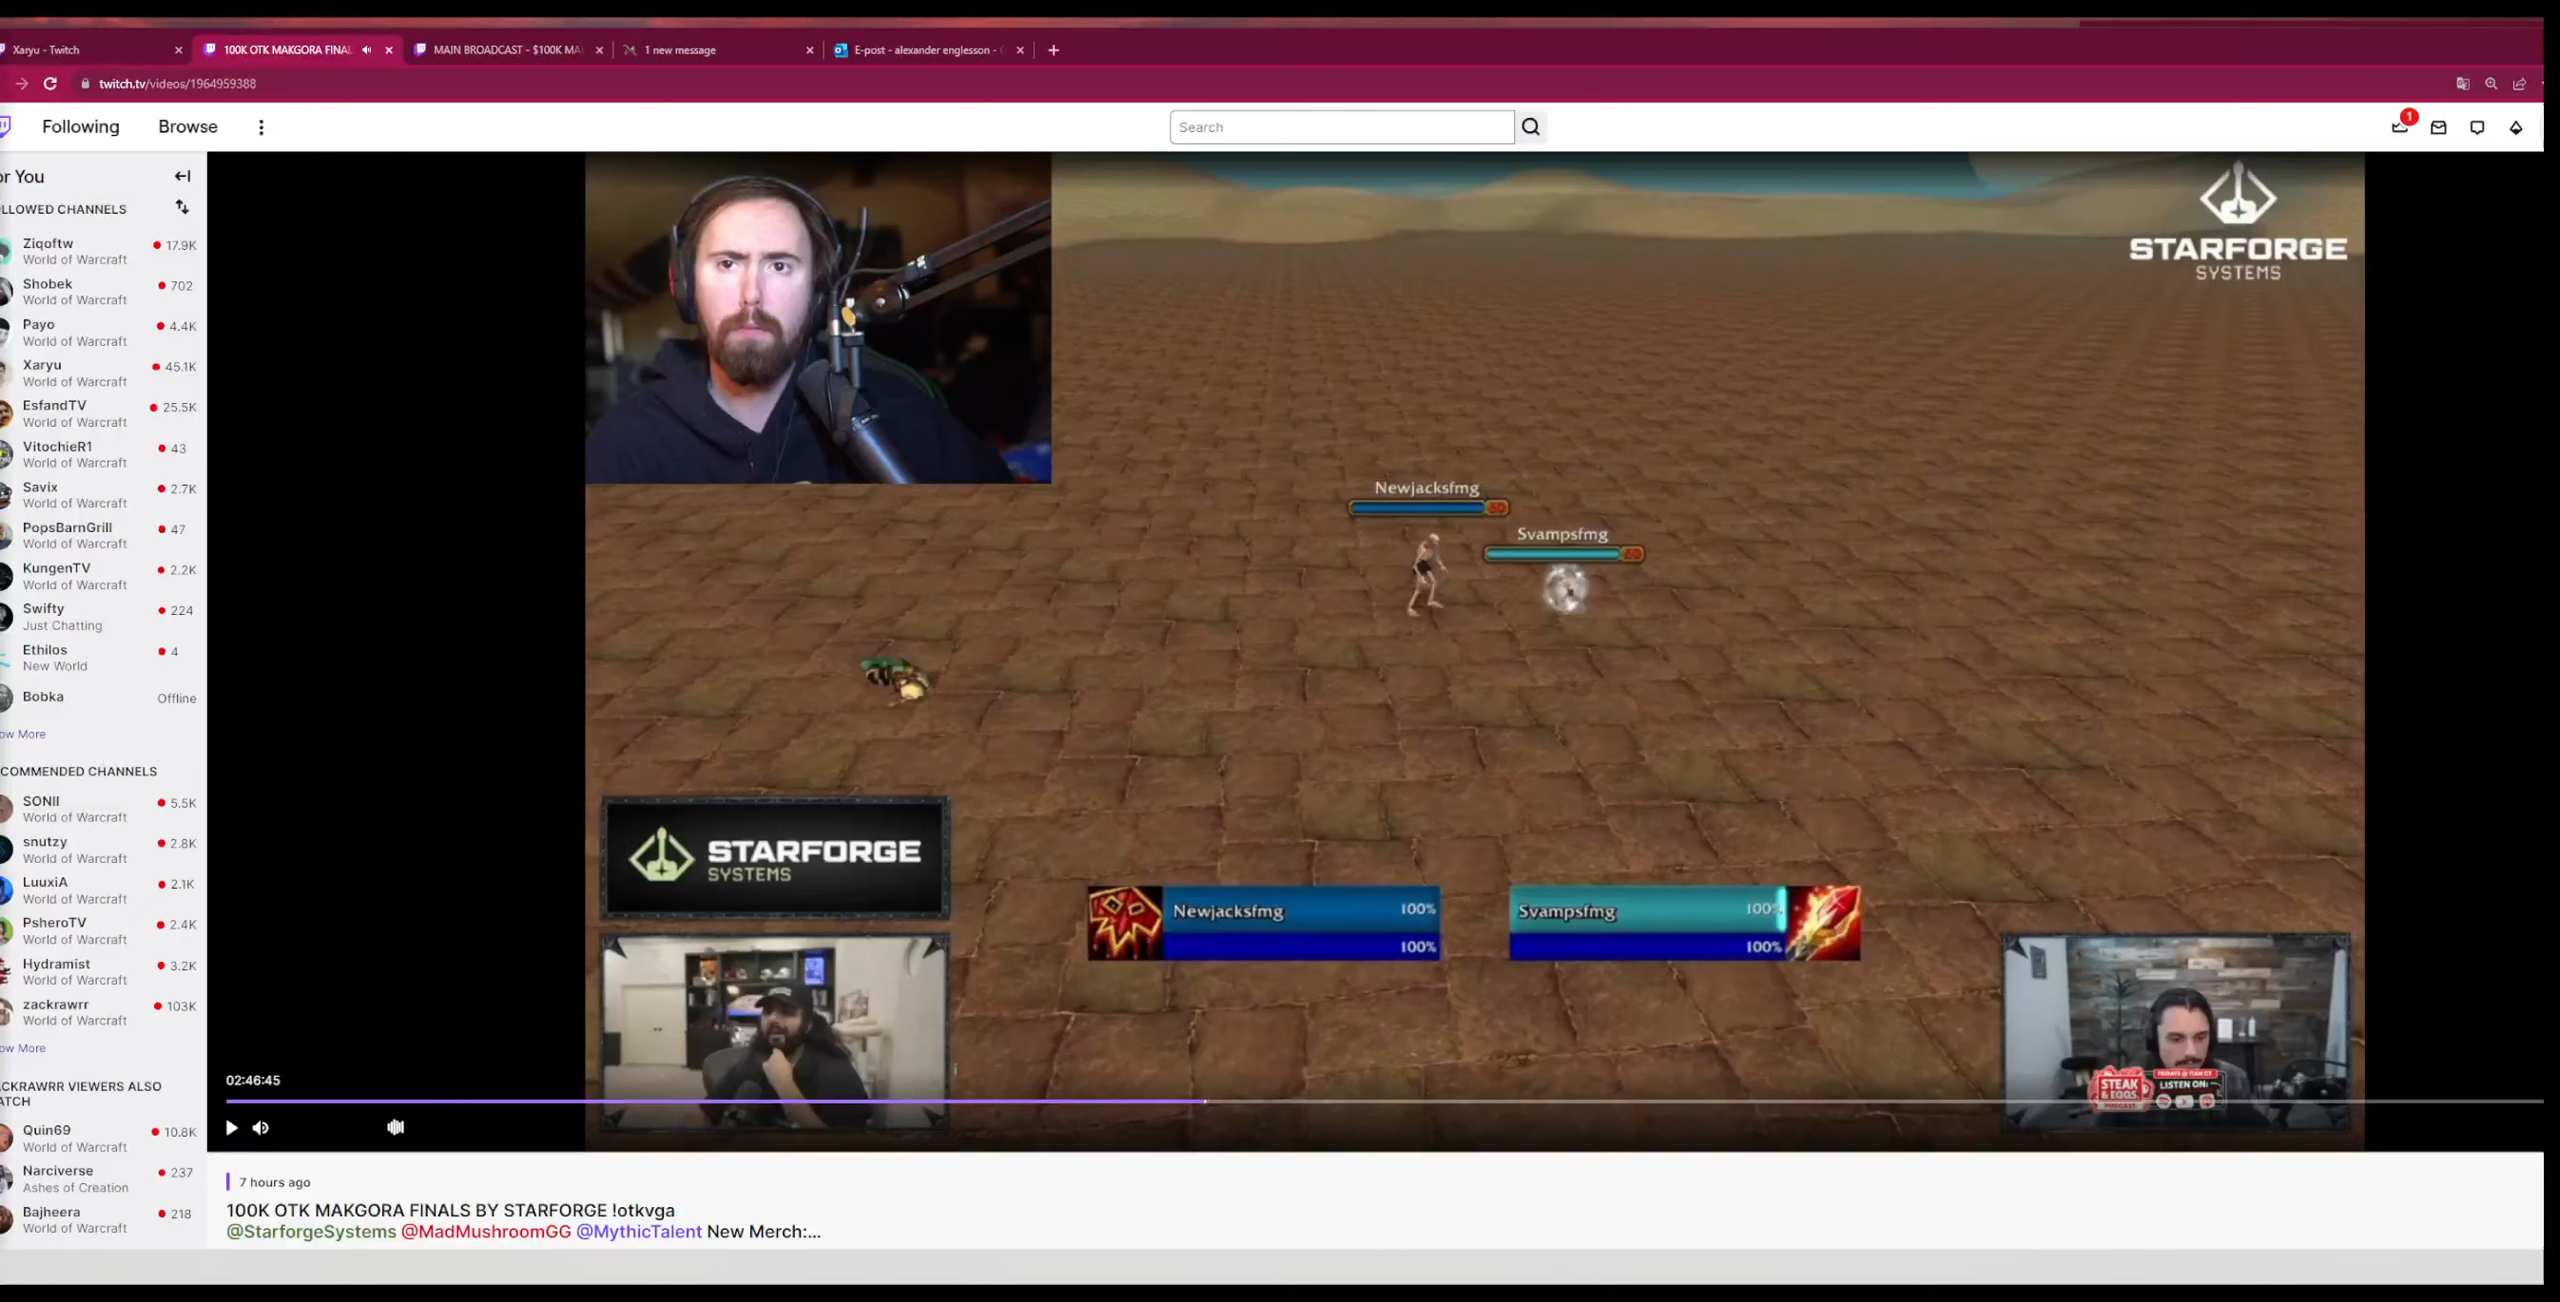 Xaryu - Twitch
100K OTK MAKGORA FINAL
MAIN BROADCAST - $100K MA
1 new message
E-post - alexander englesson -
twitch.tv/videos/1964959388
Following
Browse
Search
1
or You
LLOWED CHANNELS
Ziqoftw 17.9K
World of Warcraft
Shobek 702
World of Warcraft
Payo 4.4K
World of Warcraft
Xaryu 45.1K
World of Warcraft
EsfandTV 25.5K
World of Warcraft
VitochieR1 43
World of Warcraft
Savix 2.7K
World of Warcraft
PopsBarnGrill 47
World of Warcraft
KungenTV 2.2K
World of Warcraft
Swifty 224
Just Chatting
Ethilos 4
New World
Bobka Offline
ow More
COMMENDED CHANNELS
SONII 5.5K
World of Warcraft
snutzy 2.8K
World of Warcraft
LuuxiA 2.1K
World of Warcraft
PsheroTV 2.4K
World of Warcraft
Hydramist 3.2K
World of Warcraft
zackrawrr 103K
World of Warcraft
ow More
ACKRAWRR VIEWERS ALSO
ATCH
Quin69 10.8K
World of Warcraft
Narciverse 237
Ashes of Creation
Bajheera 218
World of Warcraft
STARFORGE
SYSTEMS
Newjacksfmg
Svampsfmg
STARFORGE
SYSTEMS
Newjacksfmg 100%
100%
Svampsfmg 100%
100%
STEAK
& EGGS
PODCAST
LISTEN ON:
02:46:45
7 hours ago
100K OTK MAKGORA FINALS BY STARFORGE !otkvga
@StarforgeSystems @MadMushroomGG @MythicTalent New Merch:...